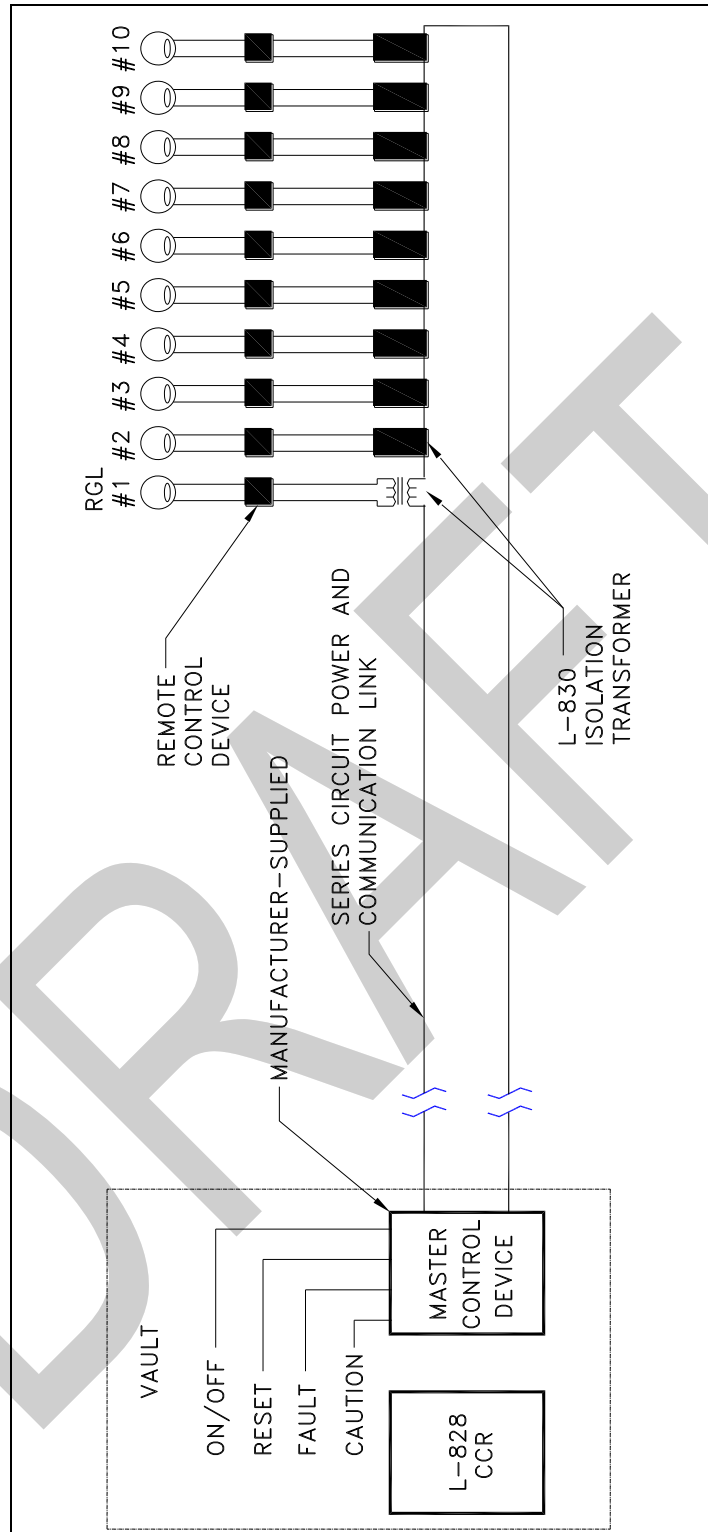 VAULT
ON/OFF
RESET
FAULT
CAUTION
L-828
CCR
MASTER
CONTROL
DEVICE
MANUFACTURER-SUPPLIED
SERIES CIRCUIT POWER AND
COMMUNICATION LINK
REMOTE
CONTROL
DEVICE
L-830
ISOLATION
TRANSFORMER
RGL
#1
#2
#3
#4
#5
#6
#7
#8
#9
#10
DRAFT